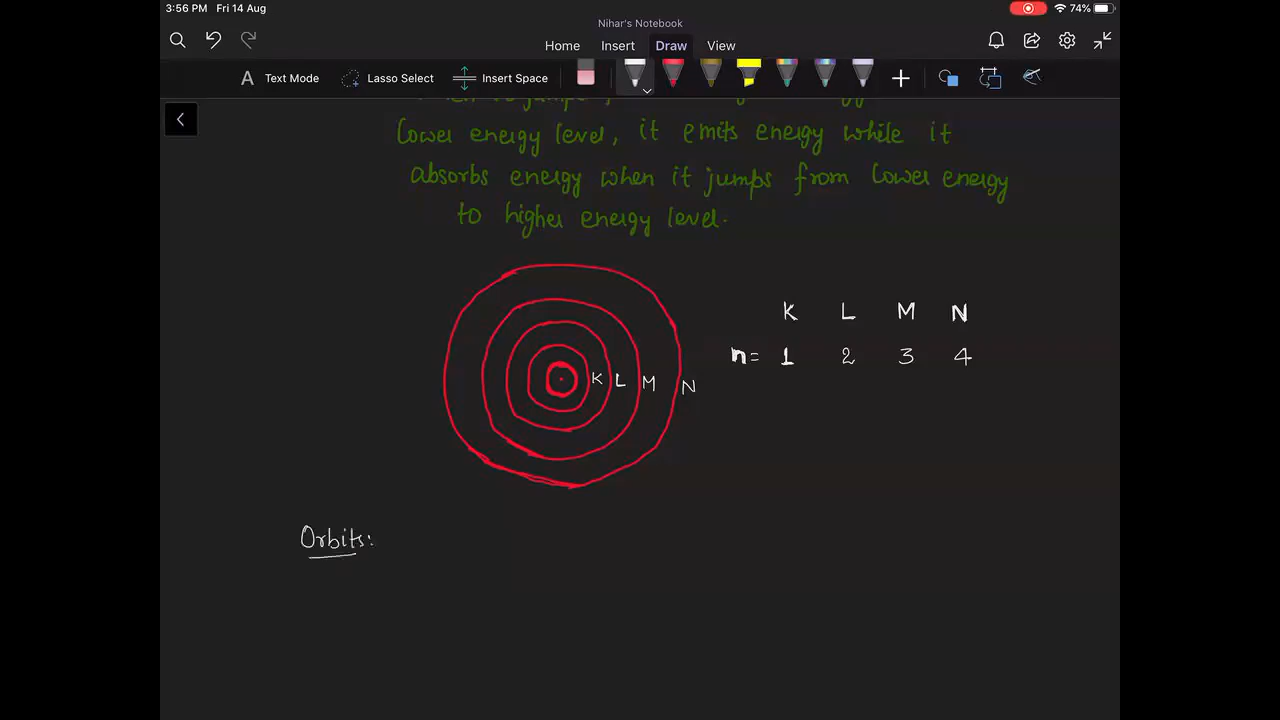 3:56 PM Fri 14 Aug
74%
Nihar's Notebook
Home Insert Draw View
A Text Mode Lasso Select Insert Space
lower energy level, it emits energy while it
absorbs energy when it jumps from lower energy
to higher energy level.
K L M N
n= 1 2 3 4
K L M N
Orbits: